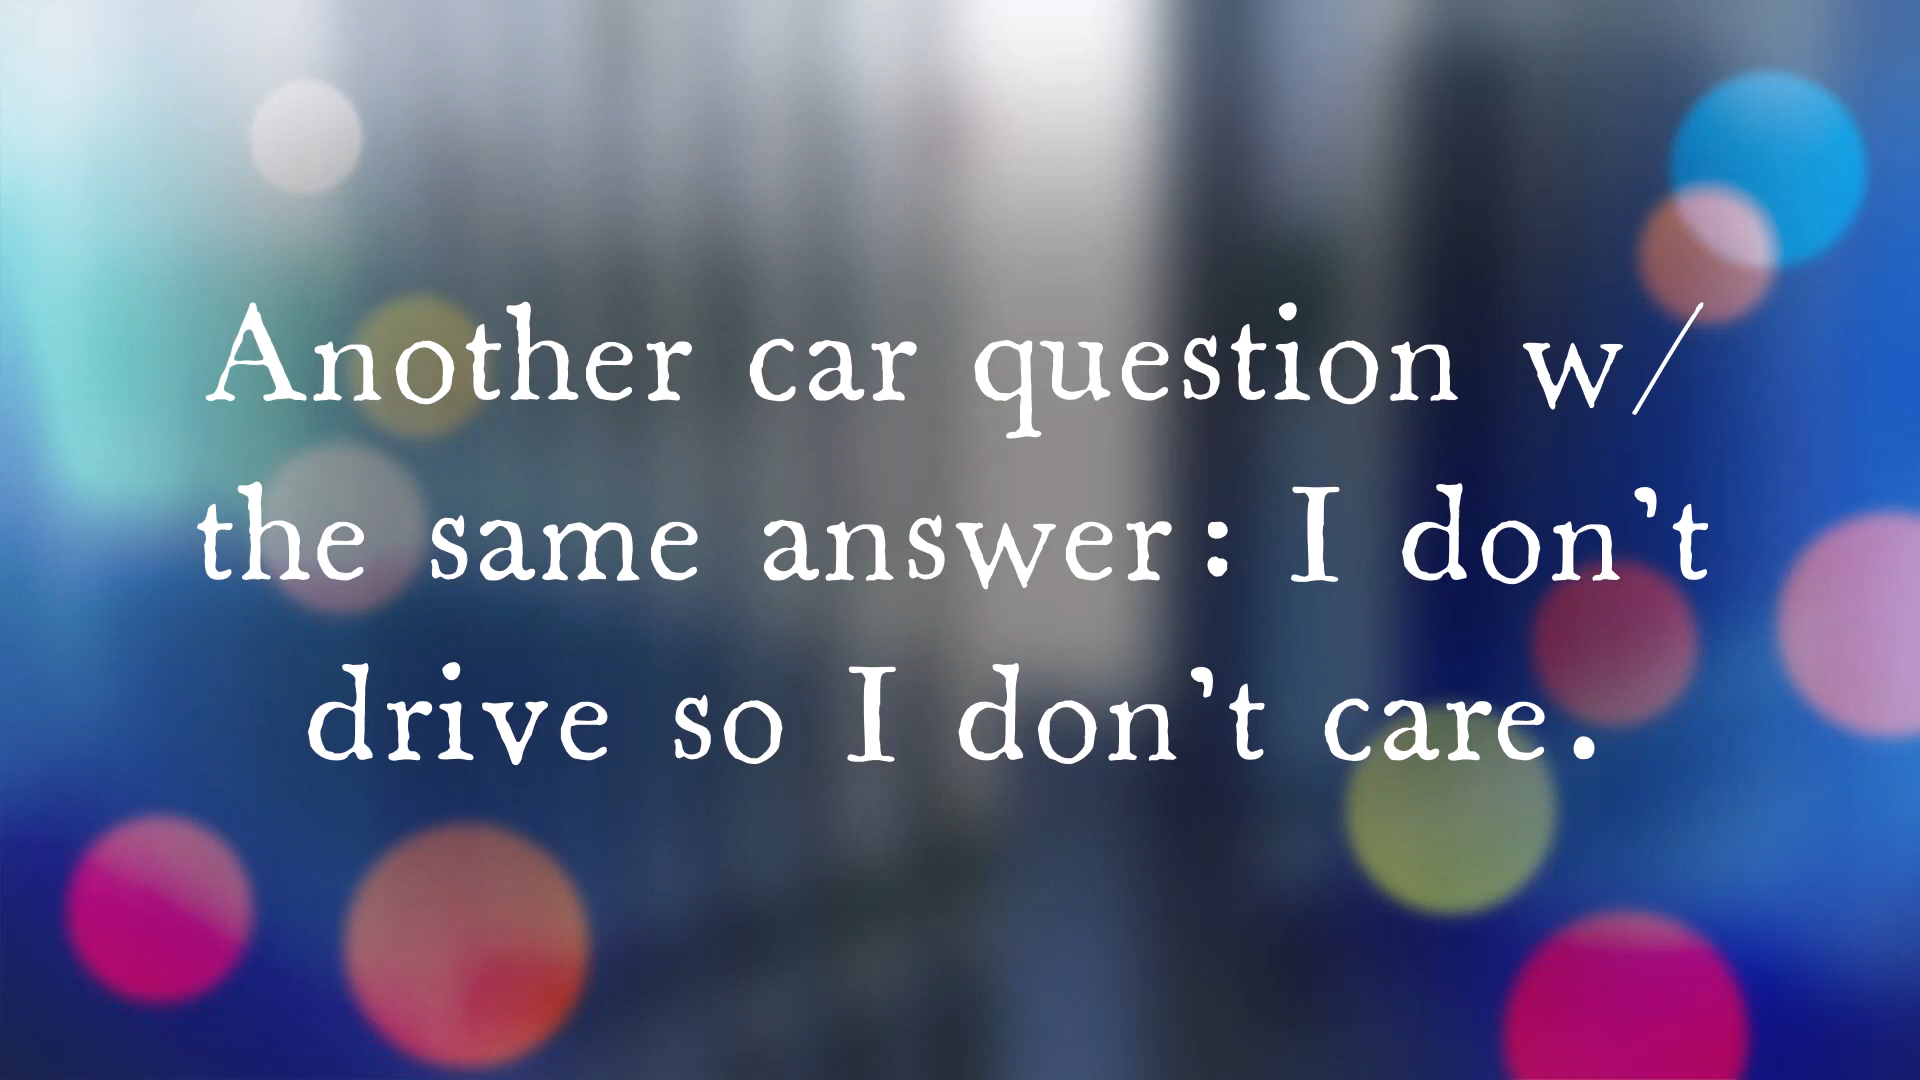 Another car question w/
the same answer: I don't
drive so I don't care.